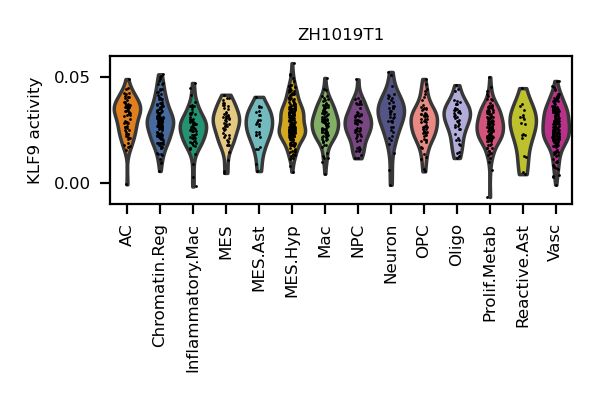 ZH1019T1
KLF9 activity
0.05
0.00
AC
Chromatin.Reg
Inflammatory.Mac
MES
MES.Ast
MES.Hyp
Mac
NPC
Neuron
OPC
Oligo
Prolif.Metab
Reactive.Ast
Vasc